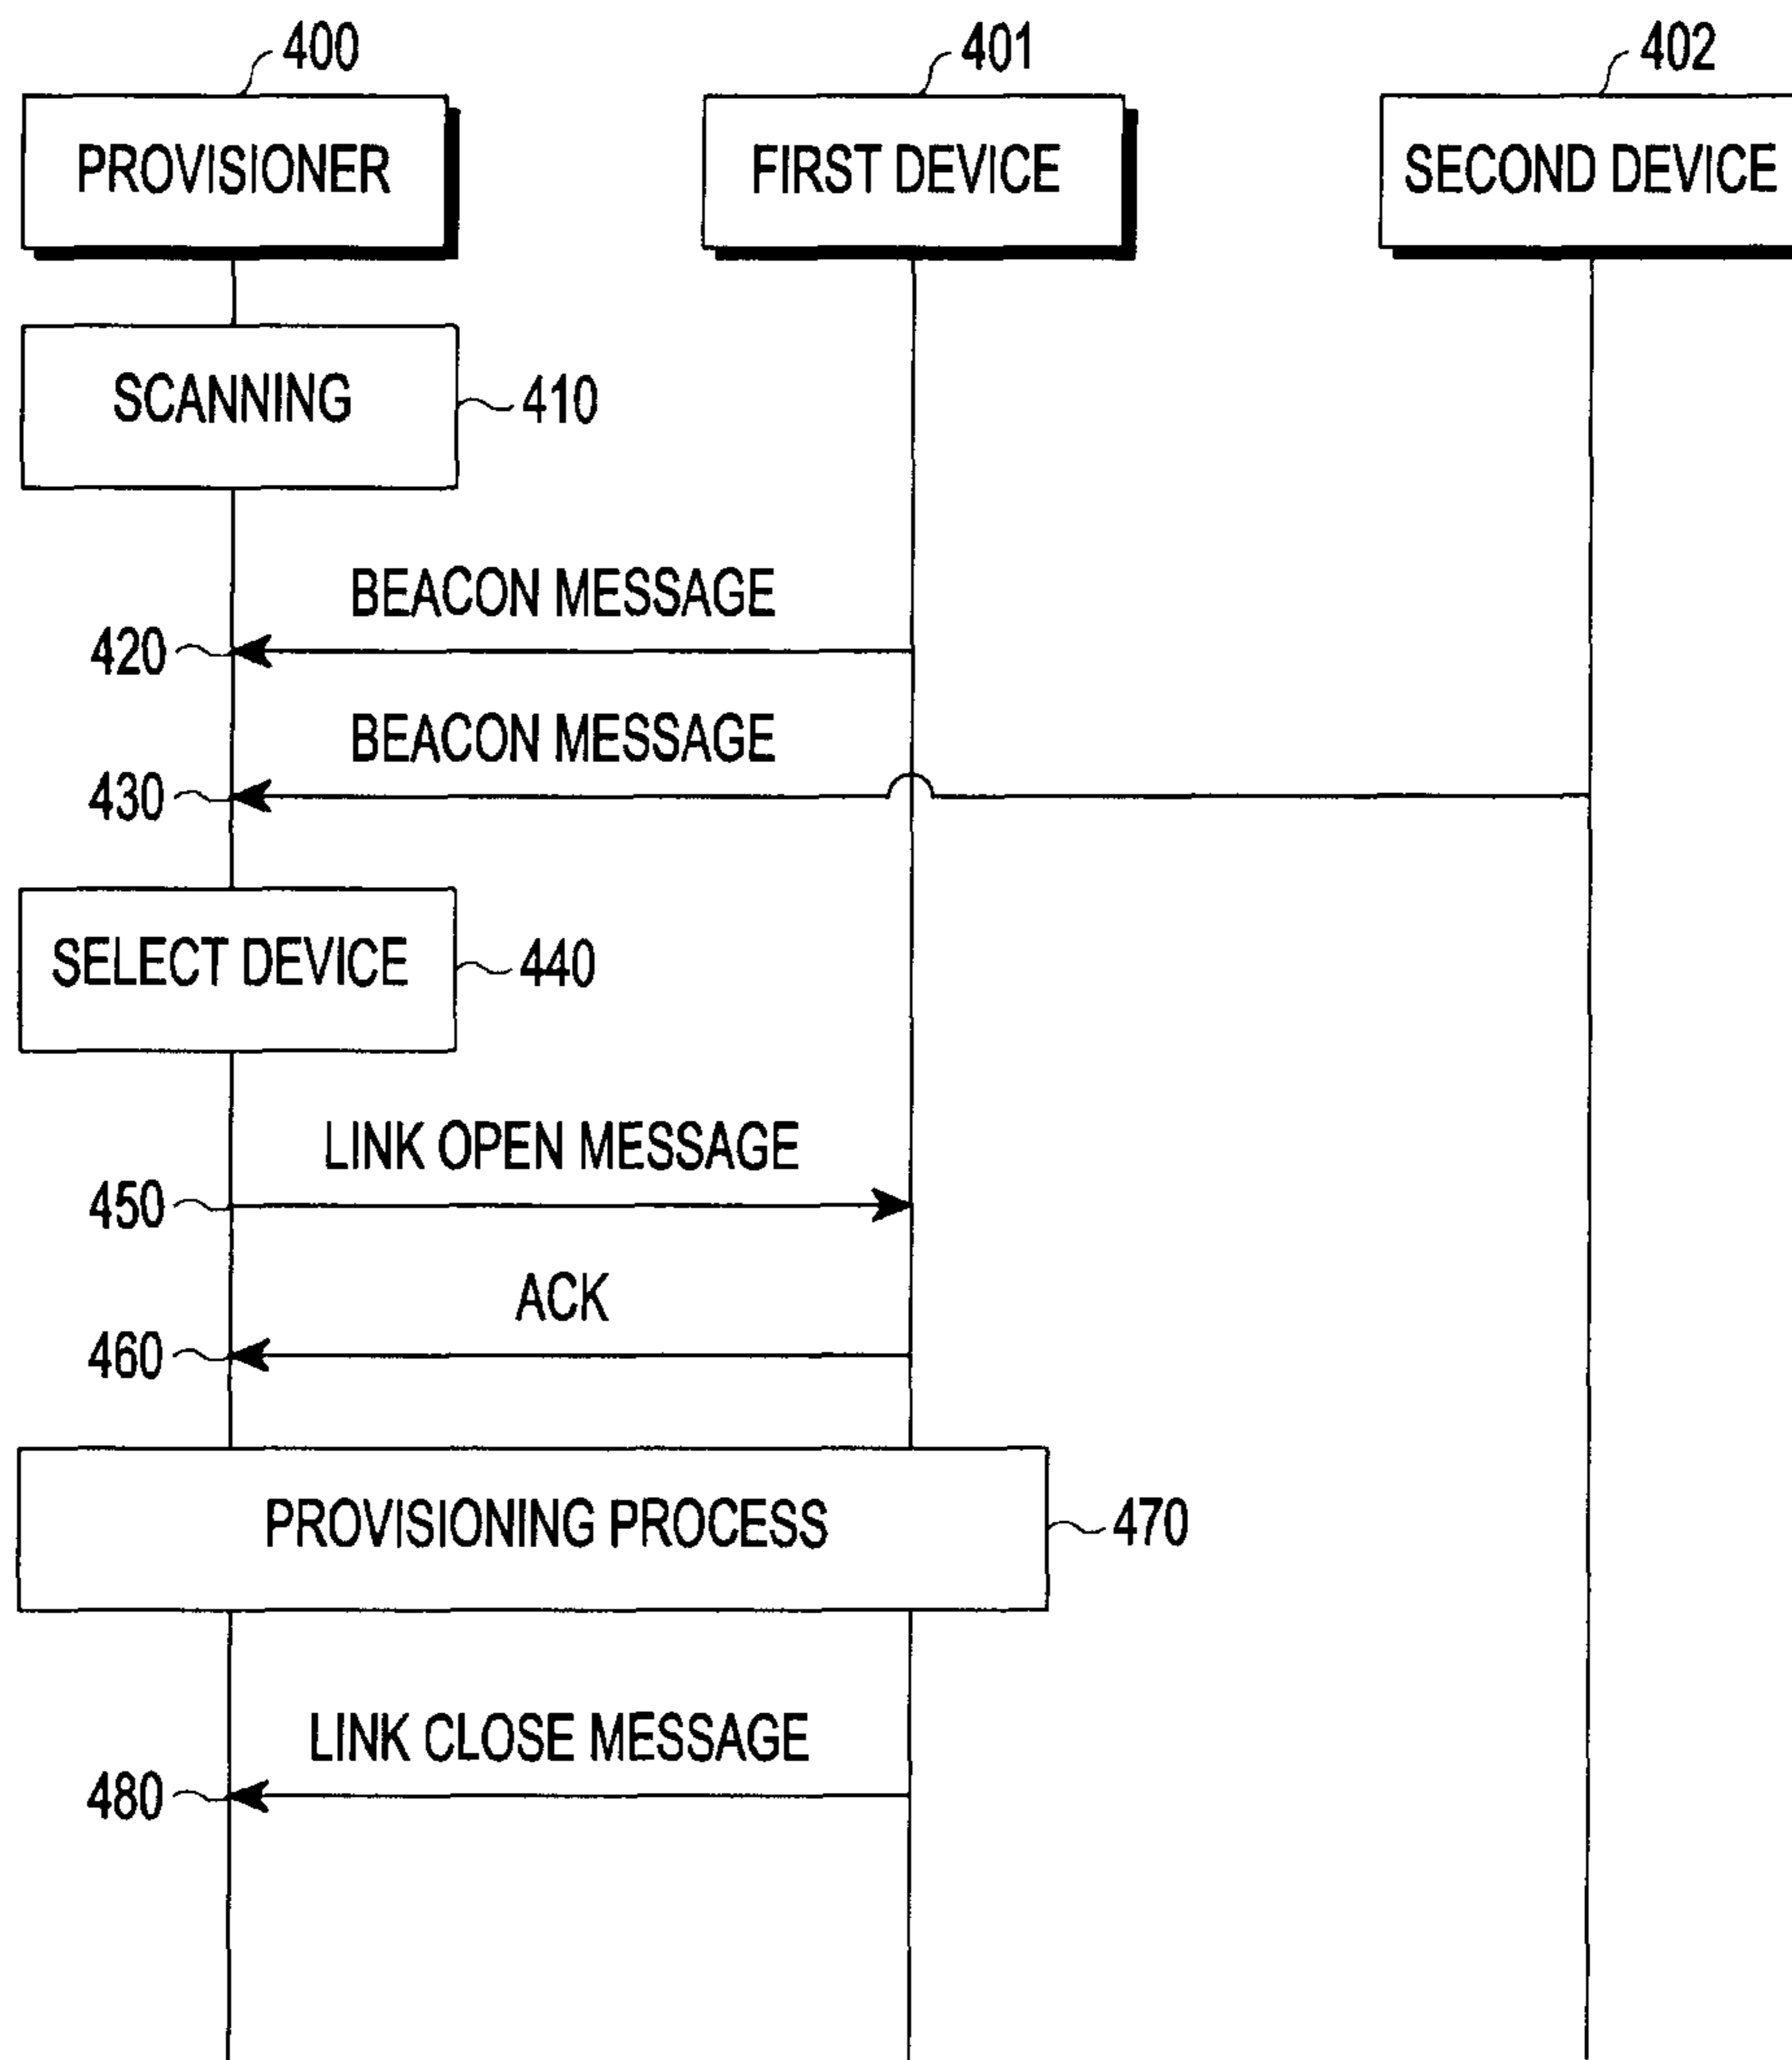 400
401
402
PROVISIONER
FIRST DEVICE
SECOND DEVICE
SCANNING
410
BEACON MESSAGE
420
BEACON MESSAGE
430
SELECT DEVICE
440
LINK OPEN MESSAGE
450
ACK
460
PROVISIONING PROCESS
470
LINK CLOSE MESSAGE
480